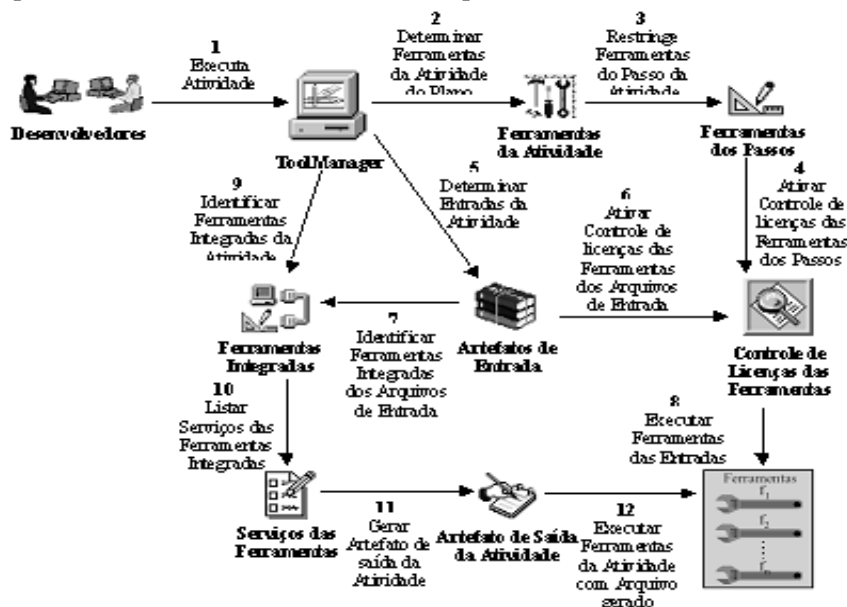 1
Executa
Atividade
2
Determinar
Ferramentas
da Atividade
do Plano
3
Restringe
Ferramentas
do Passo da
Atividade
Desenvolvedores
ToolManager
Ferramentas
da Atividade
Ferramentas
dos Passos
4
Ativar
Controle de
licenças das
Ferramentas
dos Passos
5
Determinar
Entradas da
Atividade
6
Ativar
Controle de
licenças das
Ferramentas
dos Arquivos
de Entrada
9
Identificar
Ferramentas
Integradas da
Atividade
Ferramentas
Integradas
7
Identificar
Ferramentas
Integradas
dos Arquivos
de Entrada
Artefatos de
Entrada
Controle de
Licenças das
Ferramentas
8
Executar
Ferramentas
das Entradas
10
Listar
Serviços das
Ferramentas
Integradas
Serviços das
Ferramentas
11
Gerar
Artefato de
saída da
Atividade
Artefato de Saída
da Atividade
12
Executar
Ferramentas
da Atividade
com Arquivo
gerado
Ferramentas
f1
f2